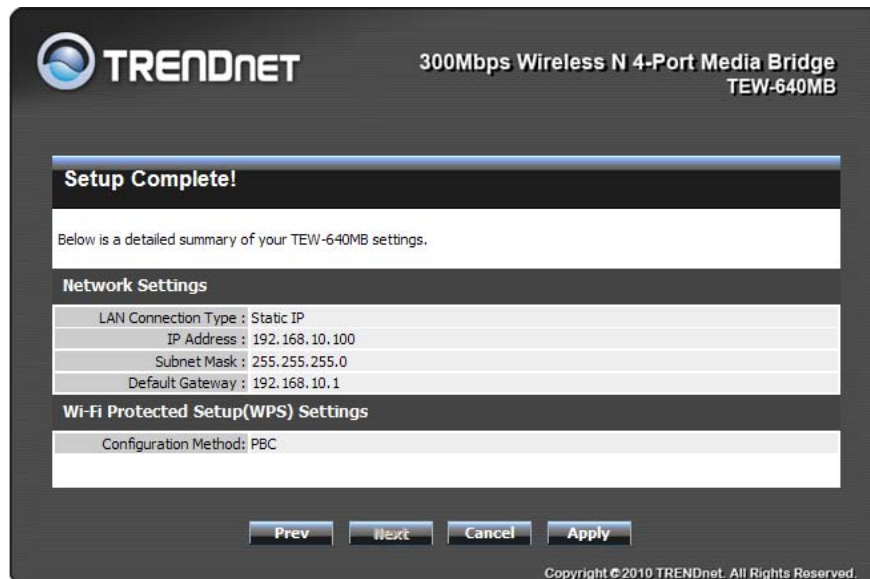 TRENDNET
300Mbps Wireless N 4-Port Media Bridge
TEW-640MB
Setup Complete!
Below is a detailed summary of your TEW-640MB settings.
Network Settings
LAN Connection Type : Static IP
IP Address : 192.168.10.100
Subnet Mask : 255.255.255.0
Default Gateway : 192.168.10.1
Wi-Fi Protected Setup(WPS) Settings
Configuration Method: PBC
Prev Next Cancel Apply
Copyright © 2010 TRENDnet. All Rights Reserved.